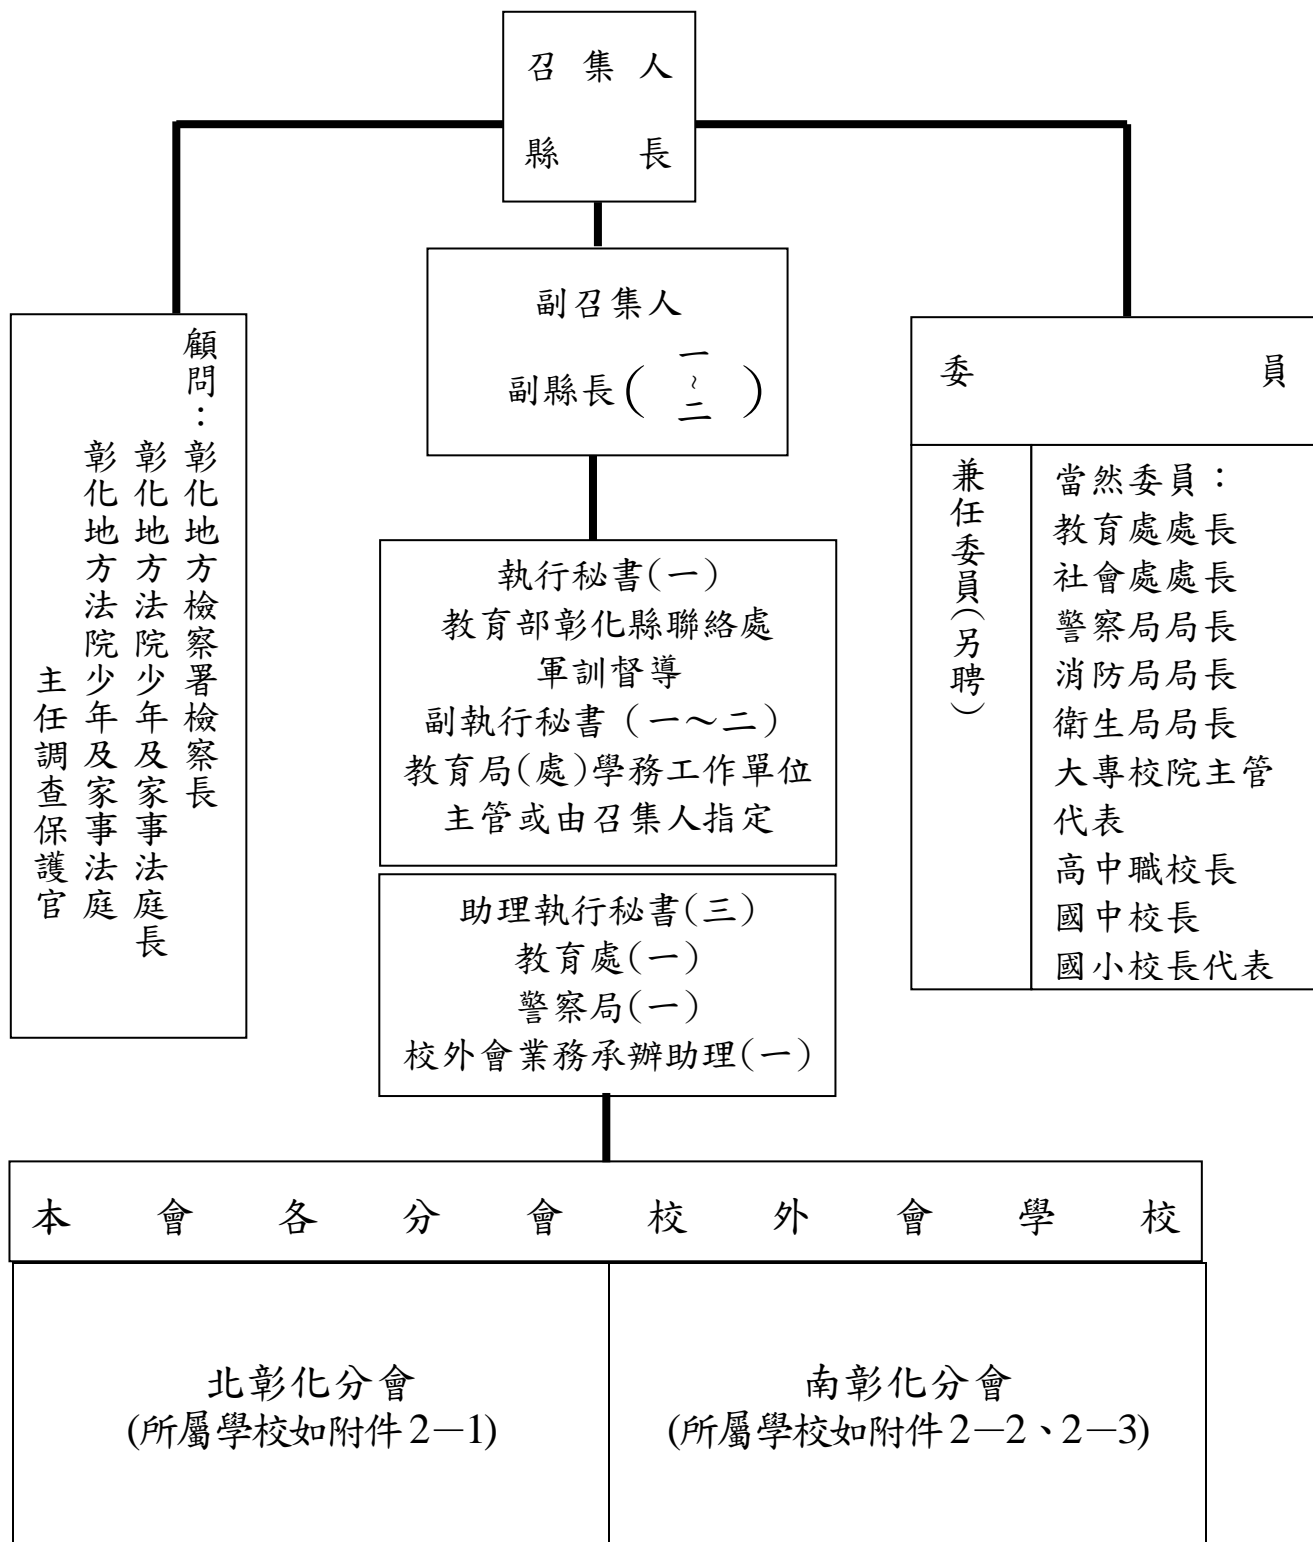 召集人
縣長
副召集人
副縣長(一~二)
顧問：彰化地方檢察署檢察長
彰化地方法院少年及家事法庭長
彰化地方法院少年及家事法庭
主任調查保護官
委員
當然委員：
教育處處長
社會處處長
警察局局長
消防局局長
衛生局局長
大專校院主管
代表
高中職校長
國中校長
國小校長代表
兼任委員(另聘)
執行秘書(一)
教育部彰化縣聯絡處
軍訓督導
副執行秘書（一～二）
教育局(處)學務工作單位
主管或由召集人指定
助理執行秘書(三)
教育處(一)
警察局(一)
校外會業務承辦助理(一)
本會各分會校外會學校
北彰化分會
(所屬學校如附件2－1)
南彰化分會
(所屬學校如附件2－2、2－3)